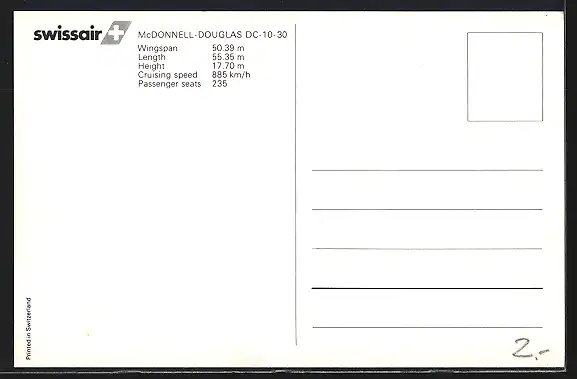 swissair
McDONNELL-DOUGLAS DC-10-30
Wingspan 50.39 m
Length 55.35 m
Height 17.70 m
Cruising speed 885 km/h
Passenger seats 235
Printed in Switzerland
2.-